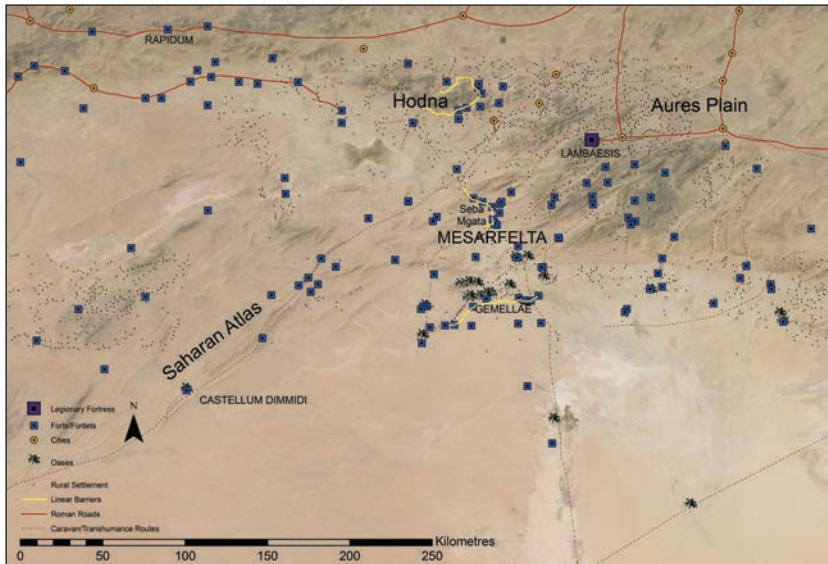 RAPIDUM
Hodna
Aures Plain
LAMBAESIS
Seba
Mgata
MESARFELTA
GEMELLAE
Saharan Atlas
CASTELLUM DIMMIDI
N
Legionary Fortress
Forts/Fortlets
Cities
Oases
Rural Settlement
Linear Barriers
Roman Roads
Caravan/Transhumance Routes
Kilometres
0 50 100 150 200 250